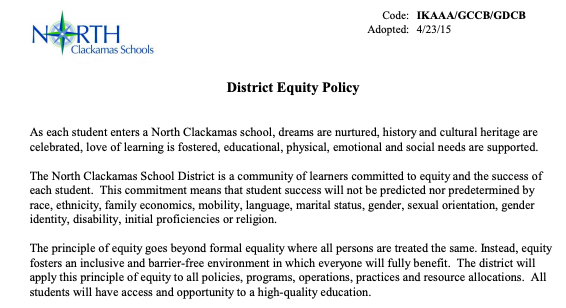 NORTH
Clackamas Schools
Code: IKAAA/GCCB/GDCB
Adopted: 4/23/15
District Equity Policy
As each student enters a North Clackamas school, dreams are nurtured, history and cultural heritage are
celebrated, love of learning is fostered, educational, physical, emotional and social needs are supported.
The North Clackamas School District is a community of learners committed to equity and the success of
each student. This commitment means that student success will not be predicted nor predetermined by
race, ethnicity, family economics, mobility, language, marital status, gender, sexual orientation, gender
identity, disability, initial proficiencies or religion.
The principle of equity goes beyond formal equality where all persons are treated the same. Instead, equity
fosters an inclusive and barrier-free environment in which everyone will fully benefit. The district will
apply this principle of equity to all policies, programs, operations, practices and resource allocations. All
students will have access and opportunity to a high-quality education.